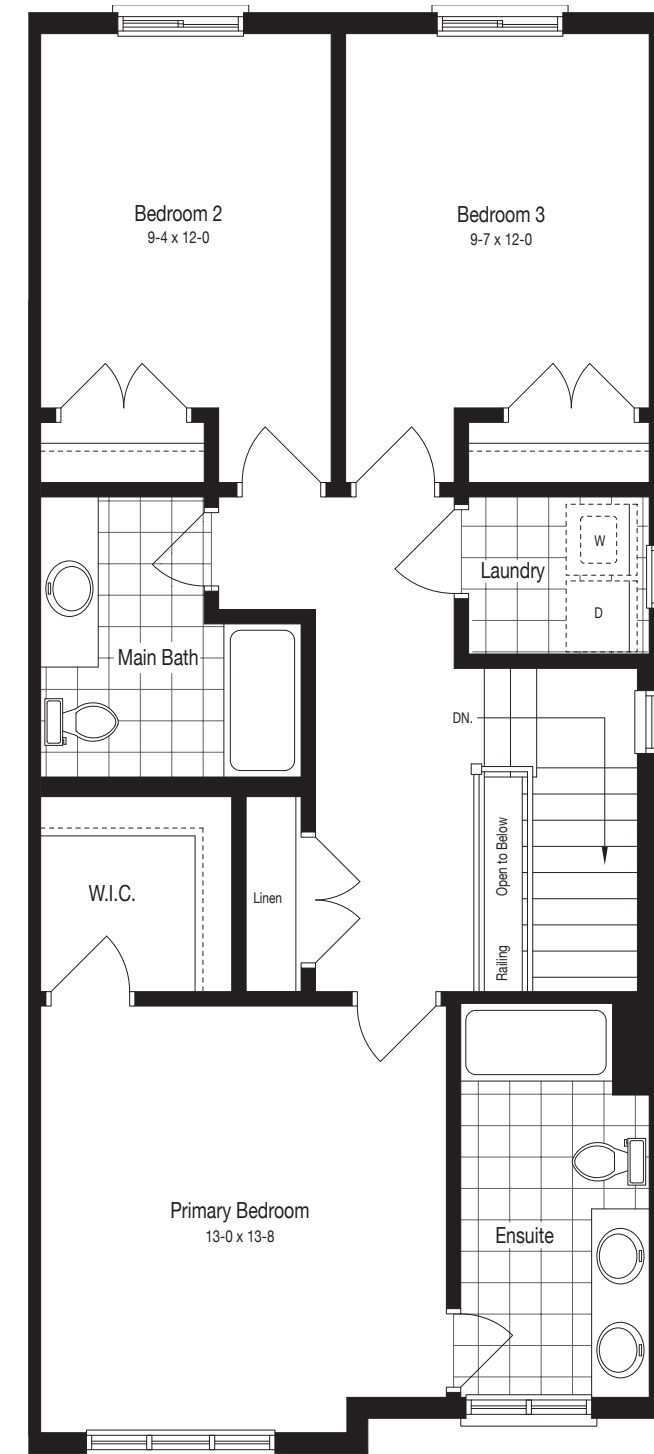 Bedroom 2
9-4 x 12-0
Bedroom 3
9-7 x 12-0
W
Laundry
D
Main Bath
DN.
Open to Below
Railing
W.I.C.
Linen
Primary Bedroom
13-0 x 13-8
Ensuite